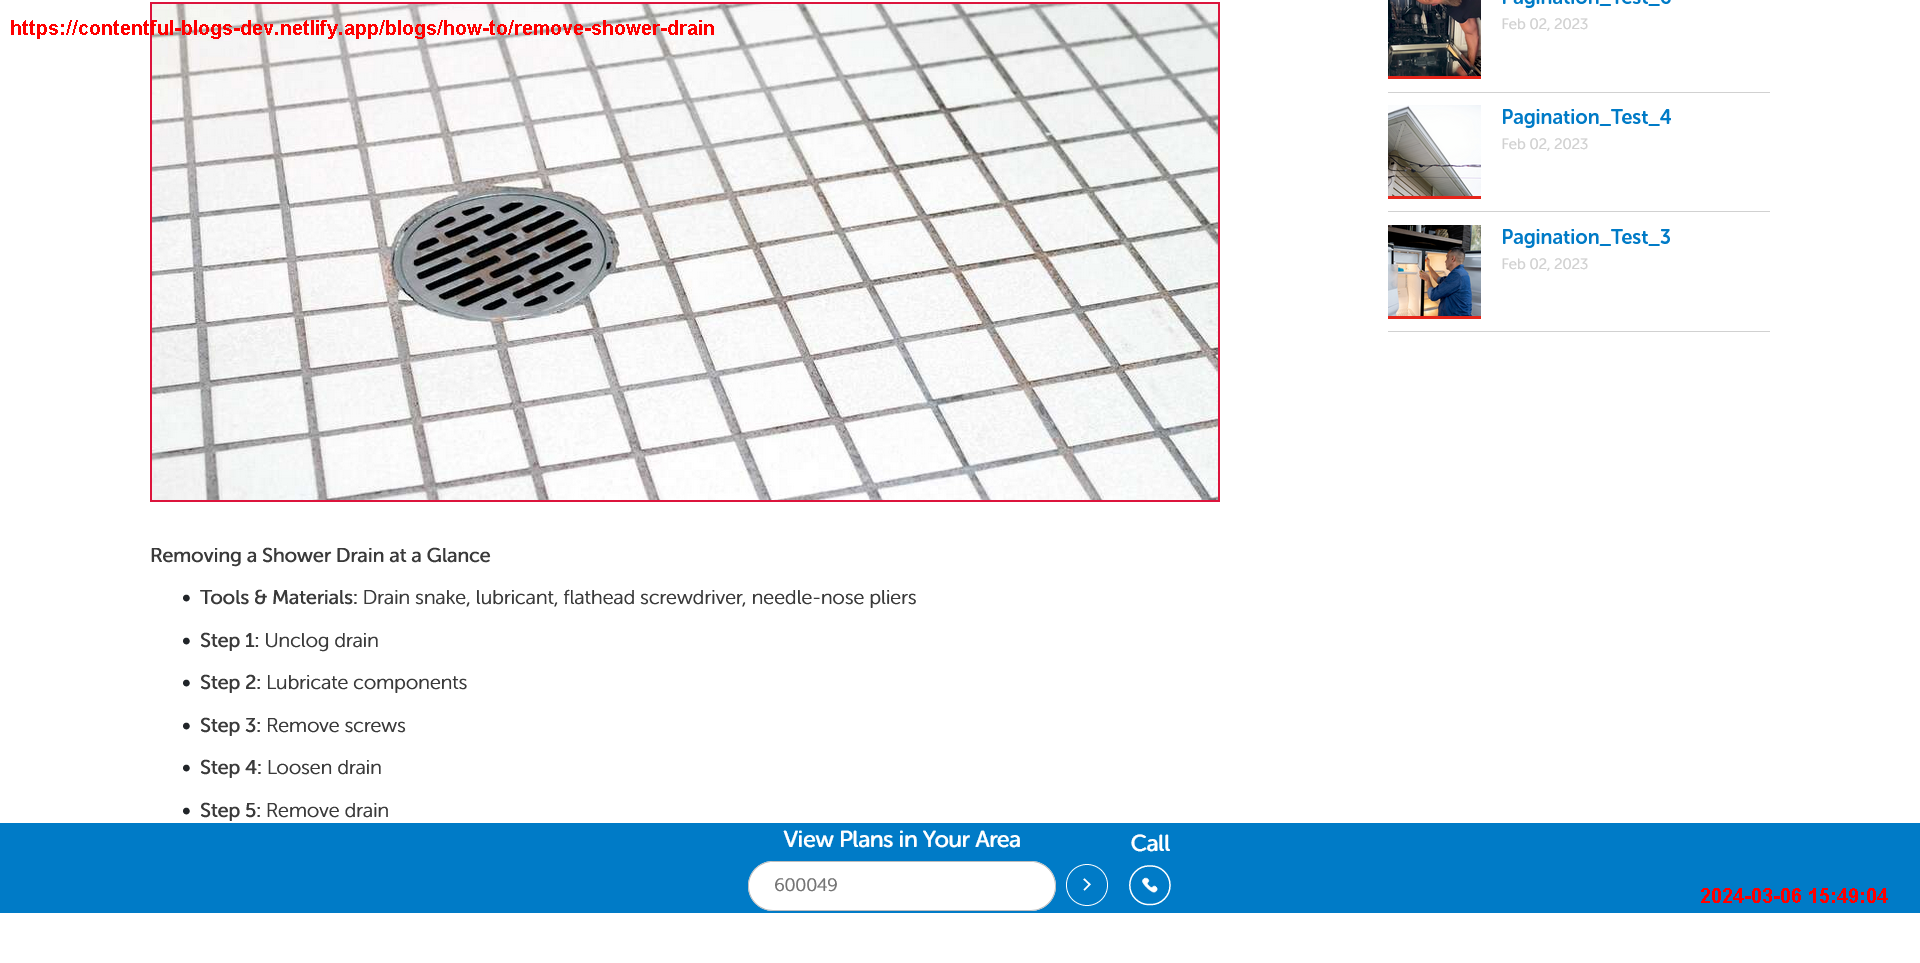 https://contentful-blogs-dev.netlify.app/blogs/how-to/remove-shower-drain
Feb 02, 2023
Pagination_Test_4
Feb 02, 2023
Pagination_Test_3
Feb 02, 2023
Removing a Shower Drain at a Glance
Tools & Materials: Drain snake, lubricant, flathead screwdriver, needle-nose pliers
Step 1: Unclog drain
Step 2: Lubricate components
Step 3: Remove screws
Step 4: Loosen drain
Step 5: Remove drain
View Plans in Your Area
Call
600049
2024-03-06 15:49:04